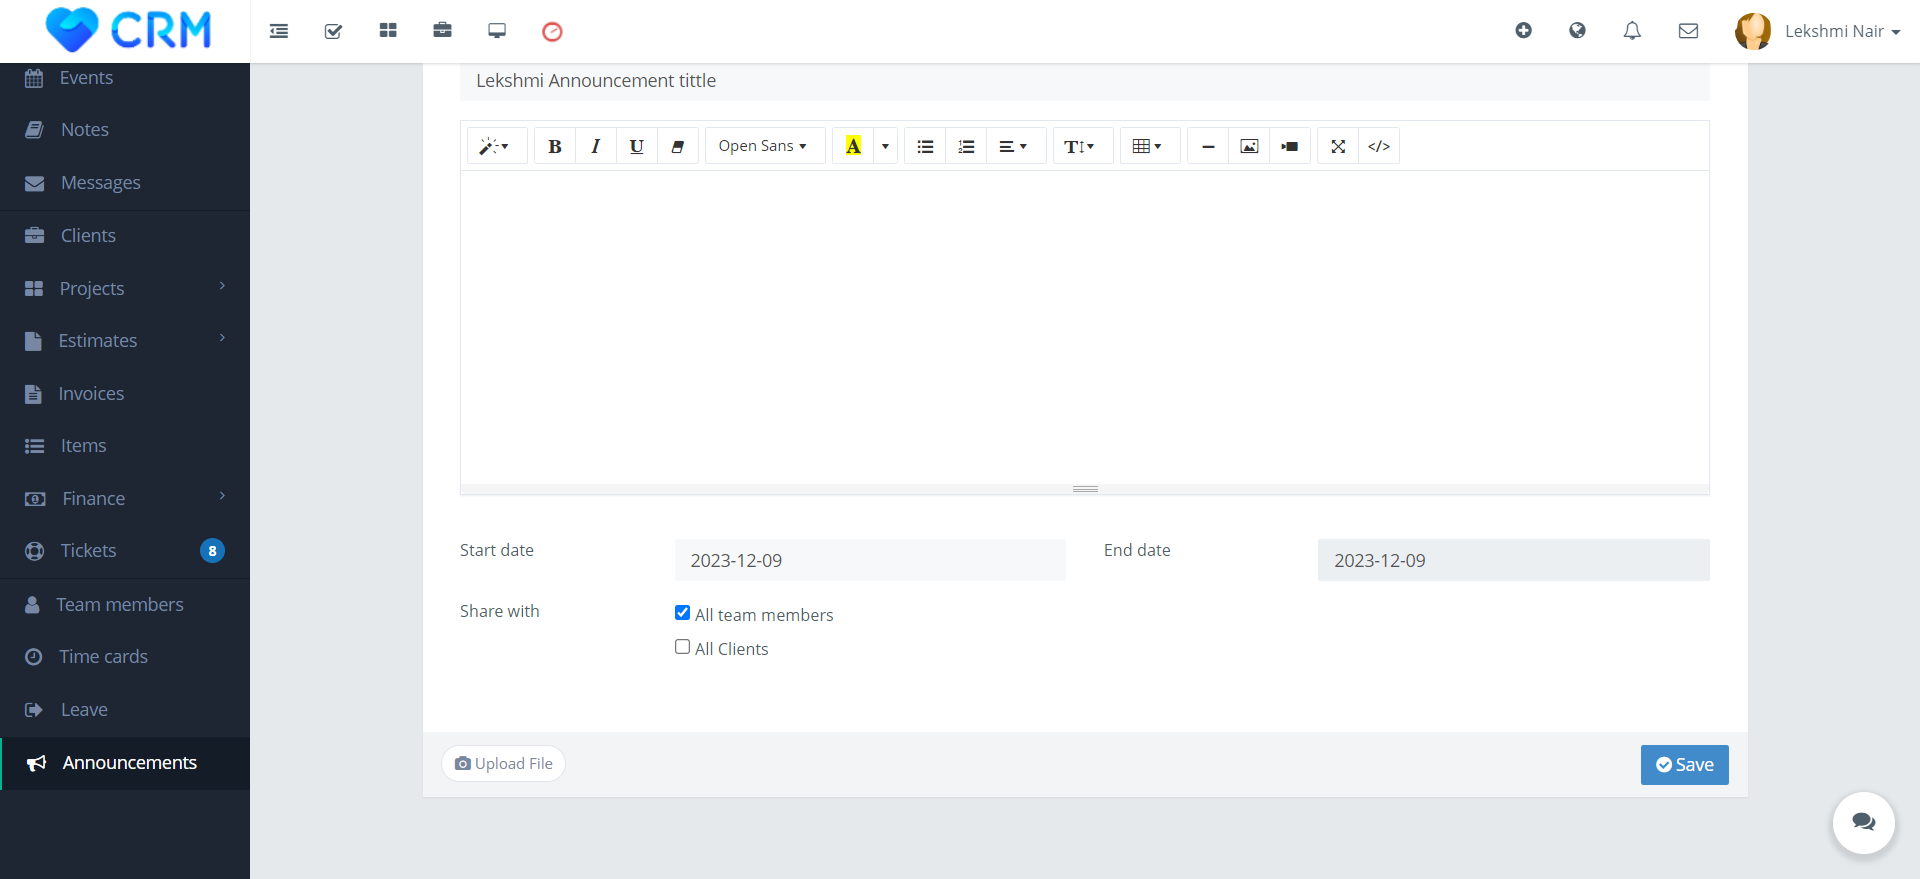 CRM
Lekshmi Nair
Events
Notes
Messages
Clients
Projects
Estimates
Invoices
Items
Finance
Tickets 8
Team members
Time cards
Leave
Announcements
Lekshmi Announcement tittle
B I U Open Sans A T </>
Start date 2023-12-09 End date 2023-12-09
Share with All team members
All Clients
Upload File Save